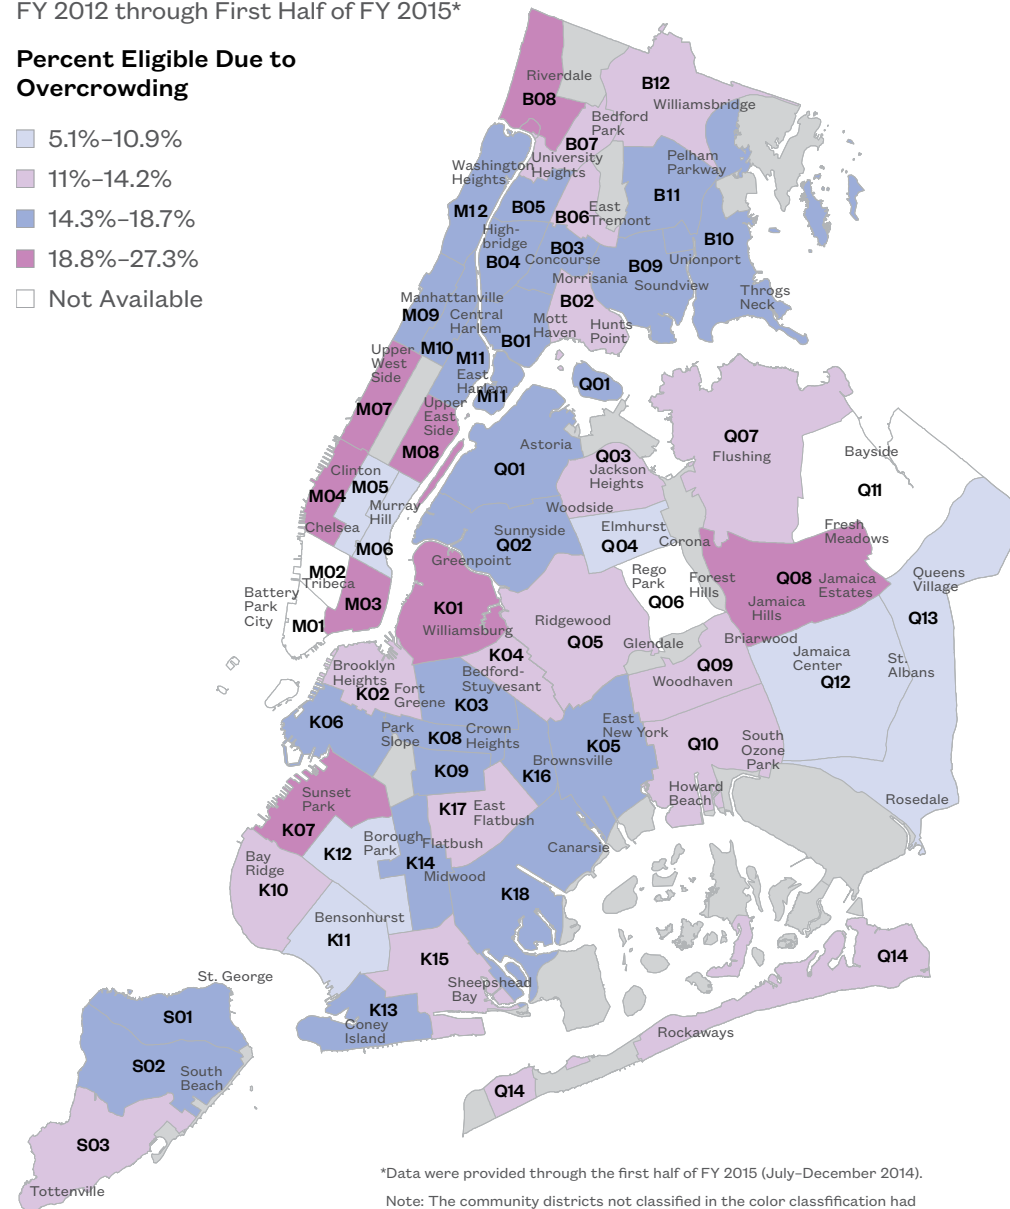 FY 2012 through First Half of FY 2015*
Percent Eligible Due to
Overcrowding
5.1%–10.9%
11%–14.2%
14.3%–18.7%
18.8%–27.3%
Not Available
Riverdale
B08
B12
Williamsbridge
Bedford
Park
B07
University
Heights
Washington
Heights
Pelham
Parkway
B11
M12
B05
B06
East
Tremont
High-
bridge
B04
B03
Concourse
B10
B09
Unionport
Morrisania
Soundview
Throgs
Neck
Manhattanville
M09
Central
Harlem
B02
Mott
Haven
Hunts
Point
B01
M10
M11
Upper
West
Side
East
Harlem
M11
Q01
M07
Upper
East
Side
M08
Astoria
Q01
Q03
Jackson
Heights
Q07
Flushing
Bayside
Q11
Clinton
M05
M04
Murray
Hill
Chelsea
M06
Woodside
Sunnyside
Q02
Elmhurst
Q04
Corona
Fresh
Meadows
Greenpoint
M02
Tribeca
Battery
Park
City
M03
M01
K01
Williamsburg
Rego
Park
Q06
Forest
Hills
Q08
Jamaica
Estates
Jamaica
Hills
Queens
Village
Q13
Ridgewood
Q05
Glendale
Briarwood
K04
Bedford-
Stuyvesant
Q09
Woodhaven
Jamaica
Center
Q12
St.
Albans
Brooklyn
Heights
K02
Fort
Greene
K03
K06
Park
Slope
K08
Crown
Heights
East
New York
K05
Brownsville
Q10
South
Ozone
Park
K09
K16
Howard
Beach
Rosedale
Sunset
Park
K07
K17
East
Flatbush
K12
Borough
Park
Flatbush
K14
Midwood
Canarsie
Bay
Ridge
K10
K18
Bensonhurst
K11
K15
Sheepshead
Bay
Q14
St. George
S01
K13
Coney
Island
Rockaways
S02
South
Beach
Q14
S03
Tottenville
*Data were provided through the first half of FY 2015 (July–December 2014).
Note: The community districts not classified in the color classfification had